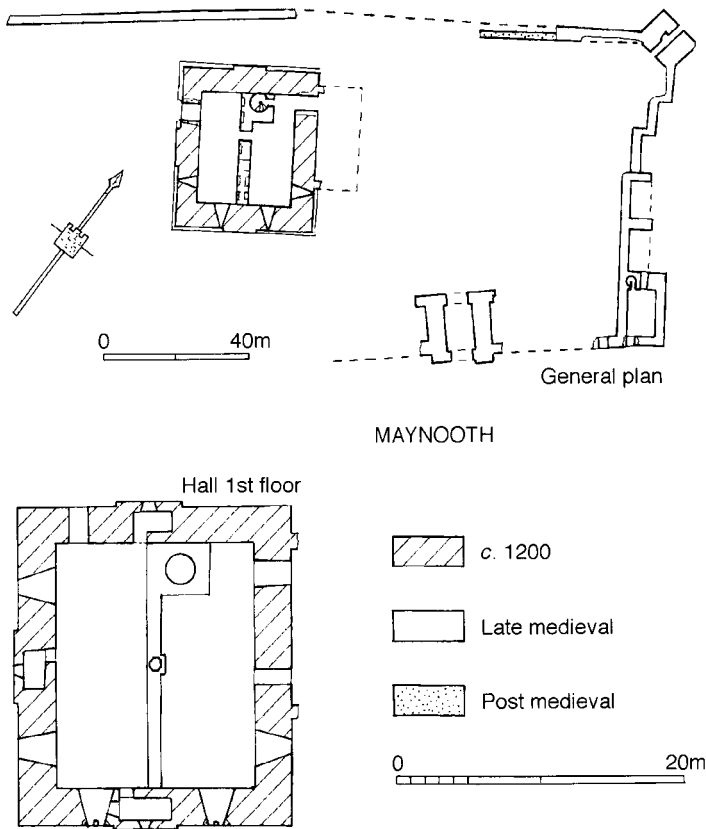 0 40m
General plan
MAYNOOTH
Hall 1st floor
c. 1200
Late medieval
Post medieval
0 20m